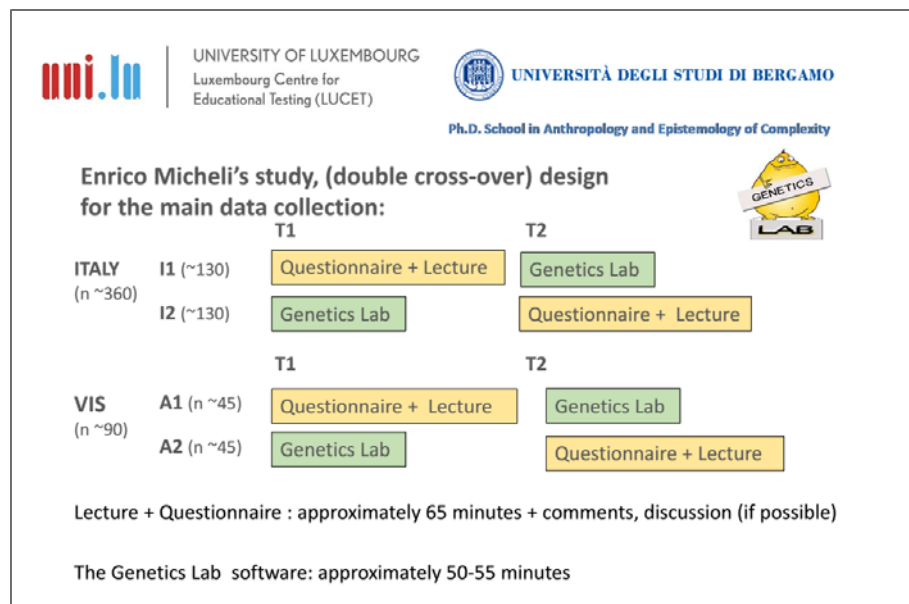 uni.lu
UNIVERSITY OF LUXEMBOURG
Luxembourg Centre for
Educational Testing (LUCET)
UNIVERSITÀ DEGLI STUDI DI BERGAMO
Ph.D. School in Anthropology and Epistemology of Complexity
Enrico Micheli's study, (double cross-over) design
for the main data collection:
GENETICS
LAB
T1 T2
ITALY I1 (~130) Questionnaire + Lecture Genetics Lab
(n ~360)
I2 (~130) Genetics Lab Questionnaire + Lecture
T1 T2
VIS A1 (n ~45) Questionnaire + Lecture Genetics Lab
(n ~90)
A2 (n ~45) Genetics Lab Questionnaire + Lecture
Lecture + Questionnaire : approximately 65 minutes + comments, discussion (if possible)
The Genetics Lab software: approximately 50-55 minutes